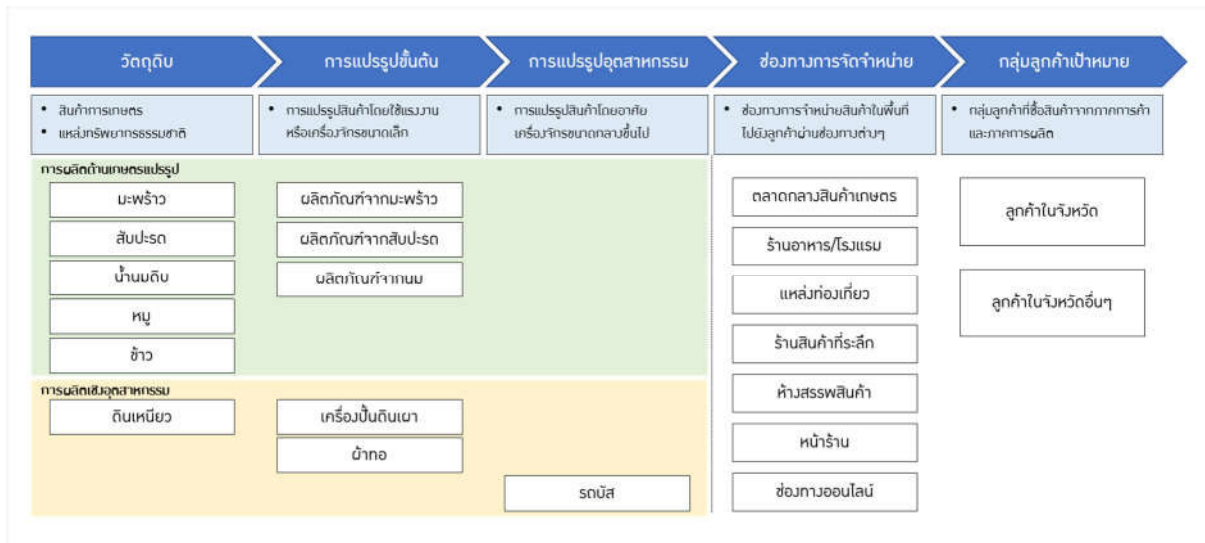 วัตถุดิบ
การแปรรูปขั้นต้น
การแปรรูปอุตสาหกรรม
ช่องทางการจัดจำหน่าย
กลุ่มลูกค้าเป้าหมาย
• สินค้าการเกษตร
• แหล่งทรัพยากรธรรมชาติ
• การแปรรูปสินค้าโดยใช้แรงงาน
หรือเครื่องจักรขนาดเล็ก
• การแปรรูปสินค้าโดยอาศัย
เครื่องจักรขนาดกลางขึ้นไป
• ช่องทางการจำหน่ายสินค้าในพื้นที่
ไปยังลูกค้าผ่านช่องทางต่างๆ
• กลุ่มลูกค้าที่ซื้อสินค้าจากภาคการค้า
และภาคการผลิต
การผลิตด้านเกษตรแปรรูป
มะพร้าว
สับปะรด
น้ำนมดิบ
หมู
ข้าว
ผลิตภัณฑ์จากมะพร้าว
ผลิตภัณฑ์จากสับปะรด
ผลิตภัณฑ์จากนม
การผลิตเชิงอุตสาหกรรม
ดินเหนียว
เครื่องปั้นดินเผา
ผ้าทอ
รถบัส
ตลาดกลางสินค้าเกษตร
ร้านอาหาร/โรงแรม
แหล่งท่องเที่ยว
ร้านสินค้าที่ระลึก
ห้างสรรพสินค้า
หน้าร้าน
ช่องทางออนไลน์
ลูกค้าในจังหวัด
ลูกค้าในจังหวัดอื่นๆ